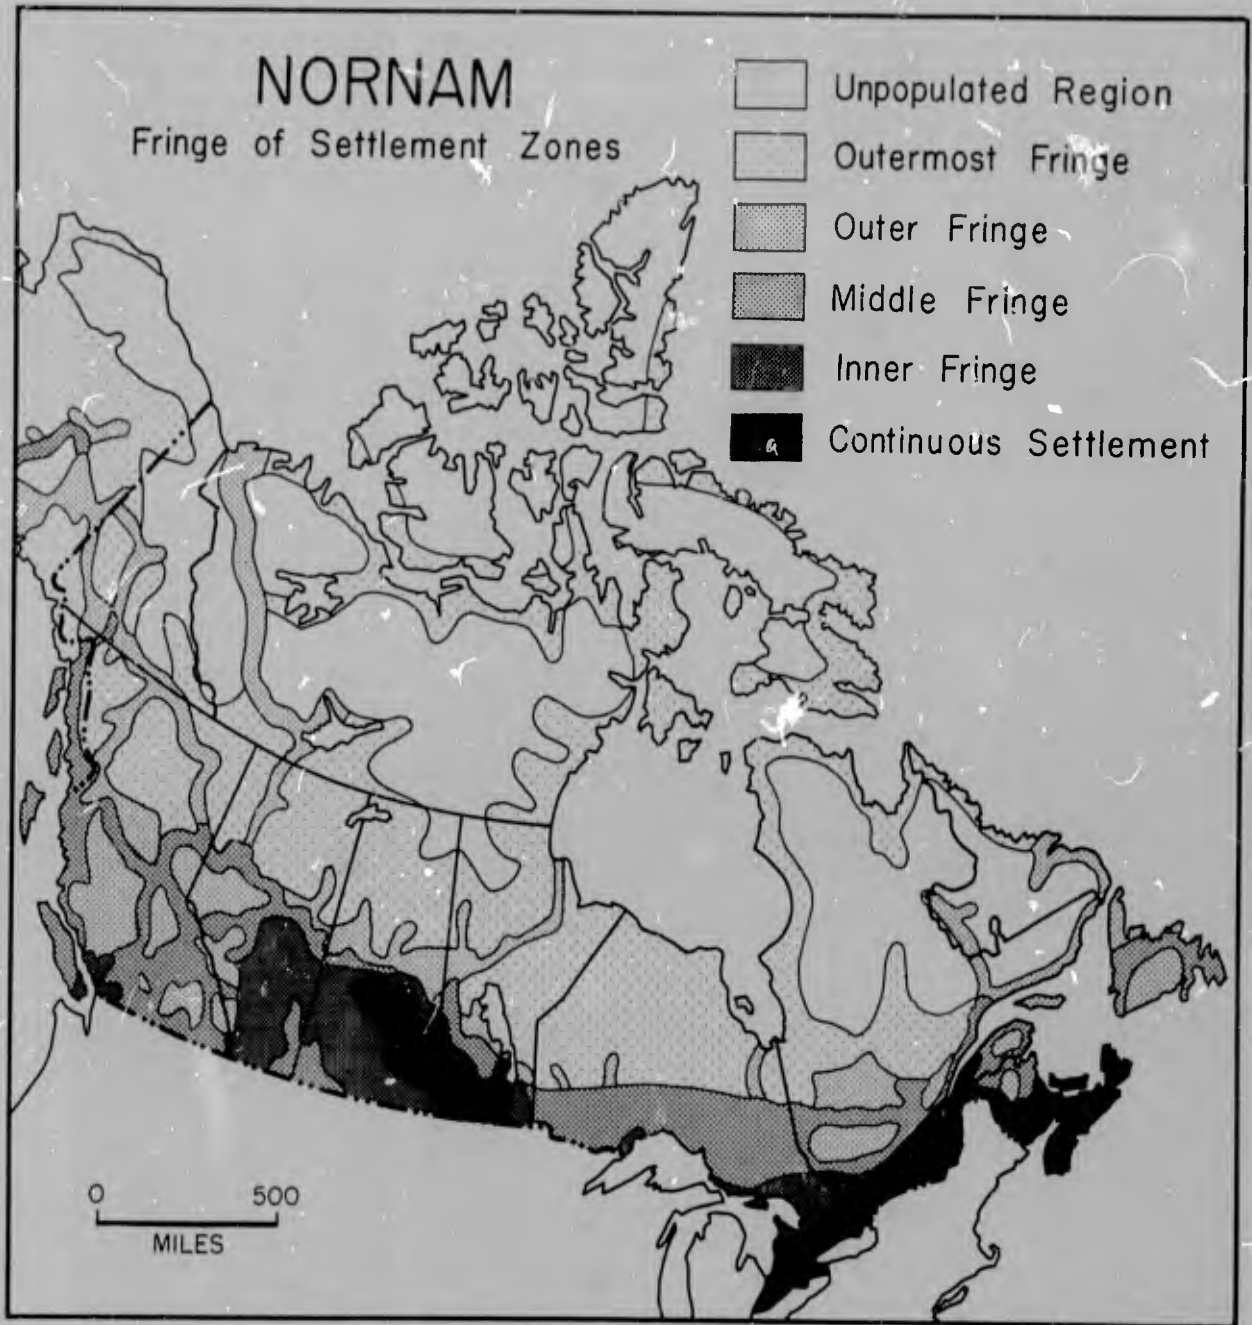 NORNAM
Fringe of Settlement Zones
Unpopulated Region
Outermost Fringe
Outer Fringe
Middle Fringe
Inner Fringe
a
Continuous Settlement
0 500
MILES